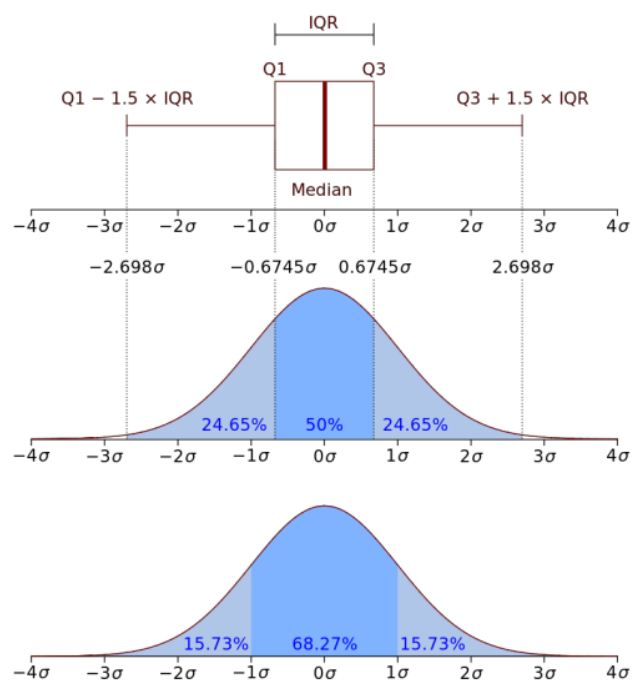 IQR
Q1 Q3
Q1 − 1.5 × IQR Q3 + 1.5 × IQR
Median
−4σ −3σ −2σ −1σ 0σ 1σ 2σ 3σ 4σ
−2.698σ −0.6745σ 0.6745σ 2.698σ
24.65% 50% 24.65%
−4σ −3σ −2σ −1σ 0σ 1σ 2σ 3σ 4σ
15.73% 68.27% 15.73%
−4σ −3σ −2σ −1σ 0σ 1σ 2σ 3σ 4σ